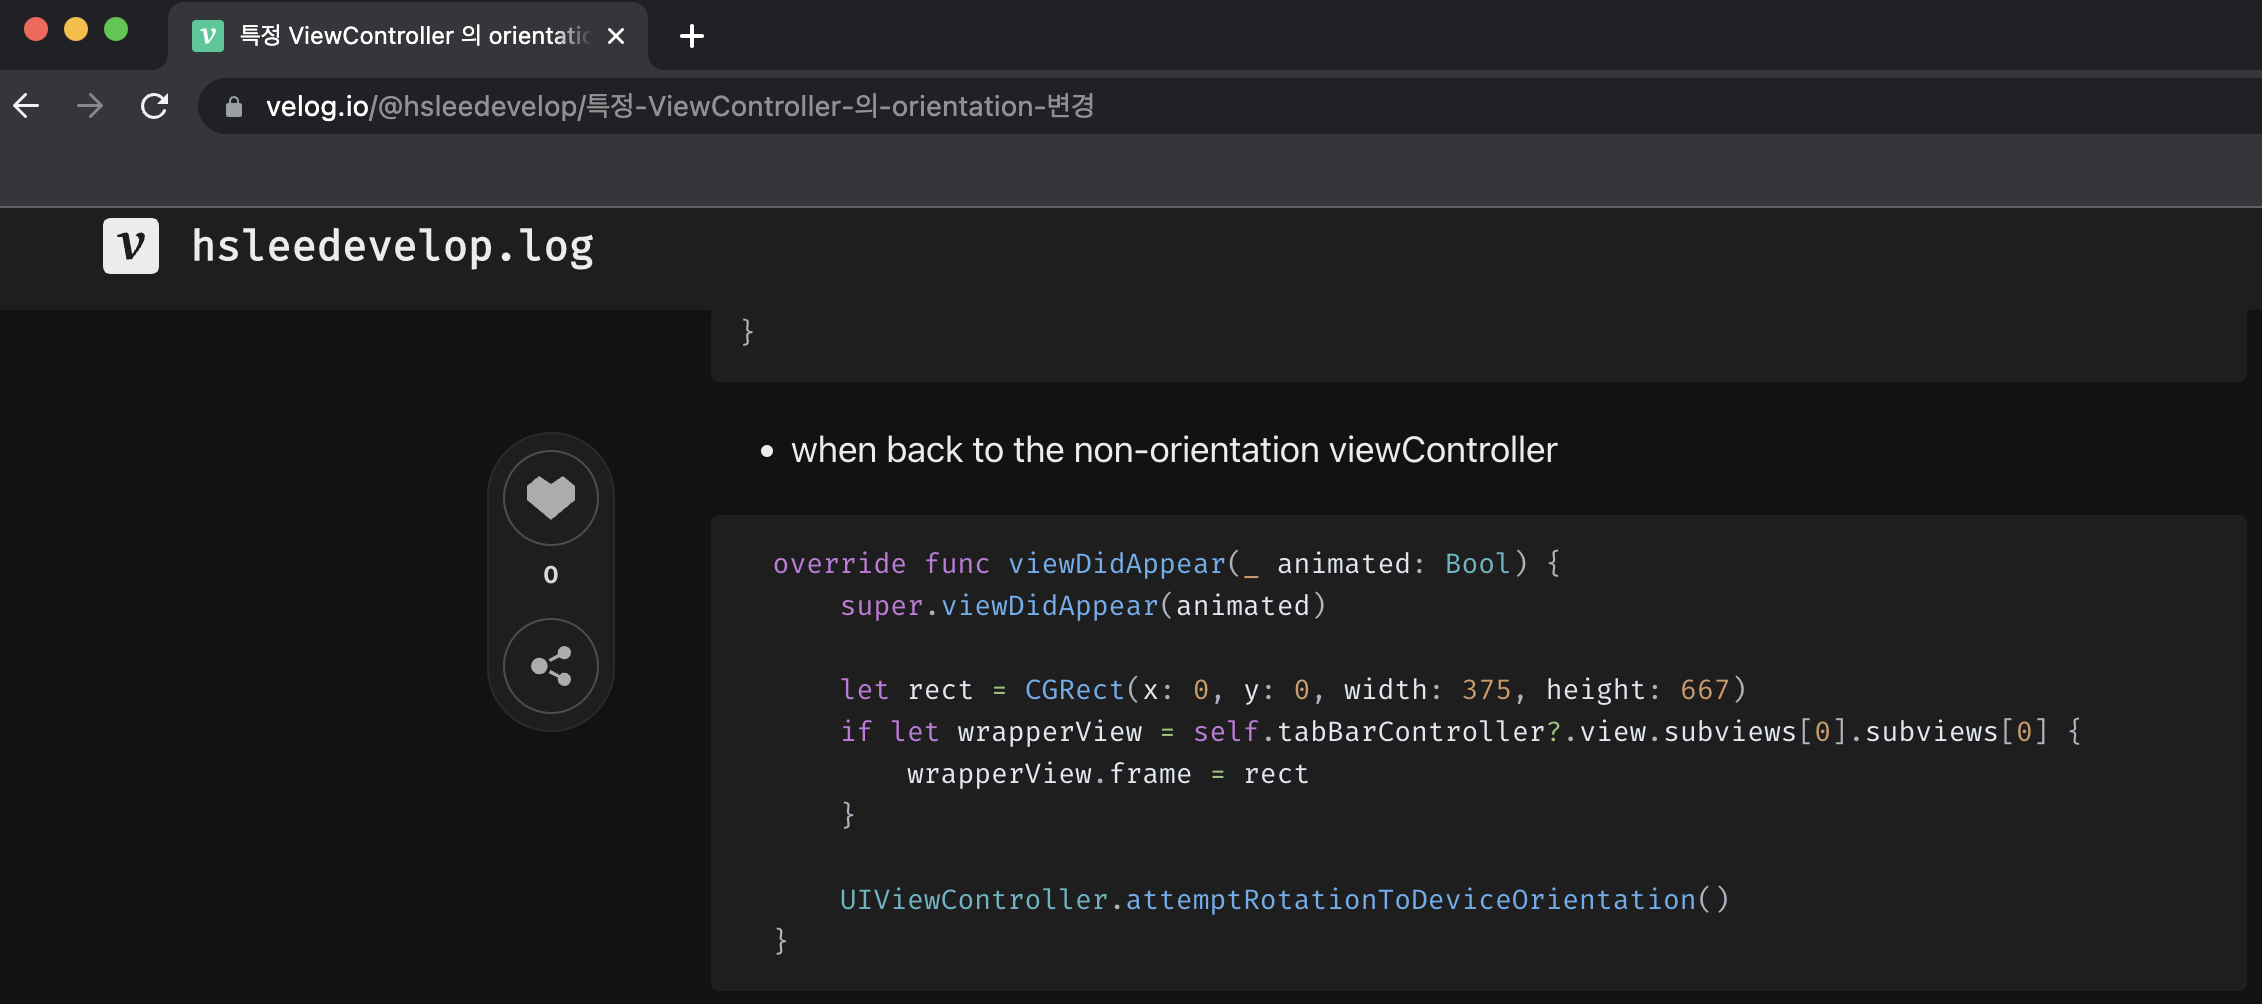 특정 ViewController 의 orientatio
velog.io/@hsleedevelop/특정-ViewController-의-orientation-변경
v hsleedevelop.log
}
• when back to the non-orientation viewController
override func viewDidAppear(_ animated: Bool) {
super.viewDidAppear(animated)
let rect = CGRect(x: 0, y: 0, width: 375, height: 667)
if let wrapperView = self.tabBarController?.view.subviews[0].subviews[0] {
wrapperView.frame = rect
}
UIViewController.attemptRotationToDeviceOrientation()
}
0